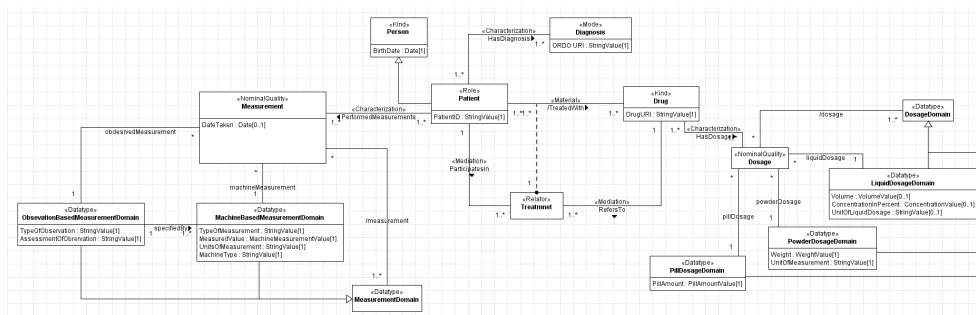 «Kind»
Person
BirthDate : Date[1]
«Characterization»
HasDiagnosis
1..*
1..*
«Mode»
Diagnosis
ORDO URI : StringValue[1]
«NominalQuality»
Measurement
DateTaken : Date[0..1]
«Characterization»
PerformedMeasurements
1..*
1..*
«Role»
Patient
PatientID : StringValue[1]
«Material»
/TreatedWith
1..*
1..*
«Kind»
Drug
DrugURI : StringValue[1]
«Characterization»
HasDosage
1
1..*
«Datatype»
DosageDomain
/dosage
«NominalQuality»
Dosage
liquidDosage
*
1
«Datatype»
LiquidDosageDomain
Volume : VolumeValue[0..1]
ConcentrationInPercent : ConcentrationValue[0..1]
UnitOfLiquidDosage : StringValue[0..1]
obdesrvedMeasurement
*
1
machineMeasurement
*
1
/measurement
*
1..*
«Mediation»
ParticipatesIn
1
1..*
«Relator»
Treatmnet
«Mediation»
RefersTo
1..*
1
pillDosage
*
1
powderDosage
*
1
«Datatype»
ObsevationBasedMeasurementDomain
TypeOfObservation : StringValue[1]
AssessmentOfObrenvation : StringValue[1]
specifiedBy
1
1..*
«Datatype»
MachineBasedMeasurementDomain
TypeOfMeasurement : StringValue[1]
MeasuredValue : MachineMeasurementValue[1]
UnitsOfMeasurement : StringValue[1]
MachineType : StringValue[1]
«Datatype»
PowderDosageDomain
Weight : WeightValue[1]
UnitOfMeasurement : StringValue[1]
«Datatype»
PillDosageDomain
PillAmount : PillAmountValue[1]
«Datatype»
MeasurementDomain